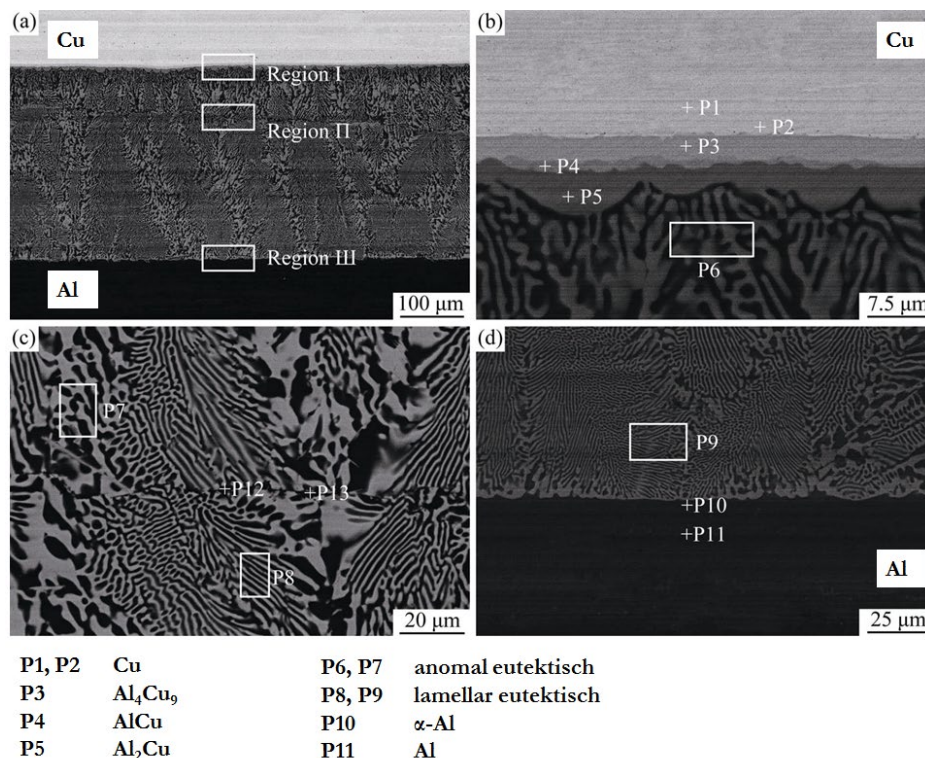 (a)
Cu
Region I
Region II
Region III
Al
100 μm
(b)
Cu
+ P1
+ P2
+ P3
+ P4
+ P5
P6
7.5 μm
(c)
P7
+P12
+P13
P8
20 μm
(d)
P9
+P10
+P11
Al
25 μm
P1, P2 Cu
P3 Al₄Cu₉
P4 AlCu
P5 Al₂Cu
P6, P7 anomal eutektisch
P8, P9 lamellar eutektisch
P10 α-Al
P11 Al